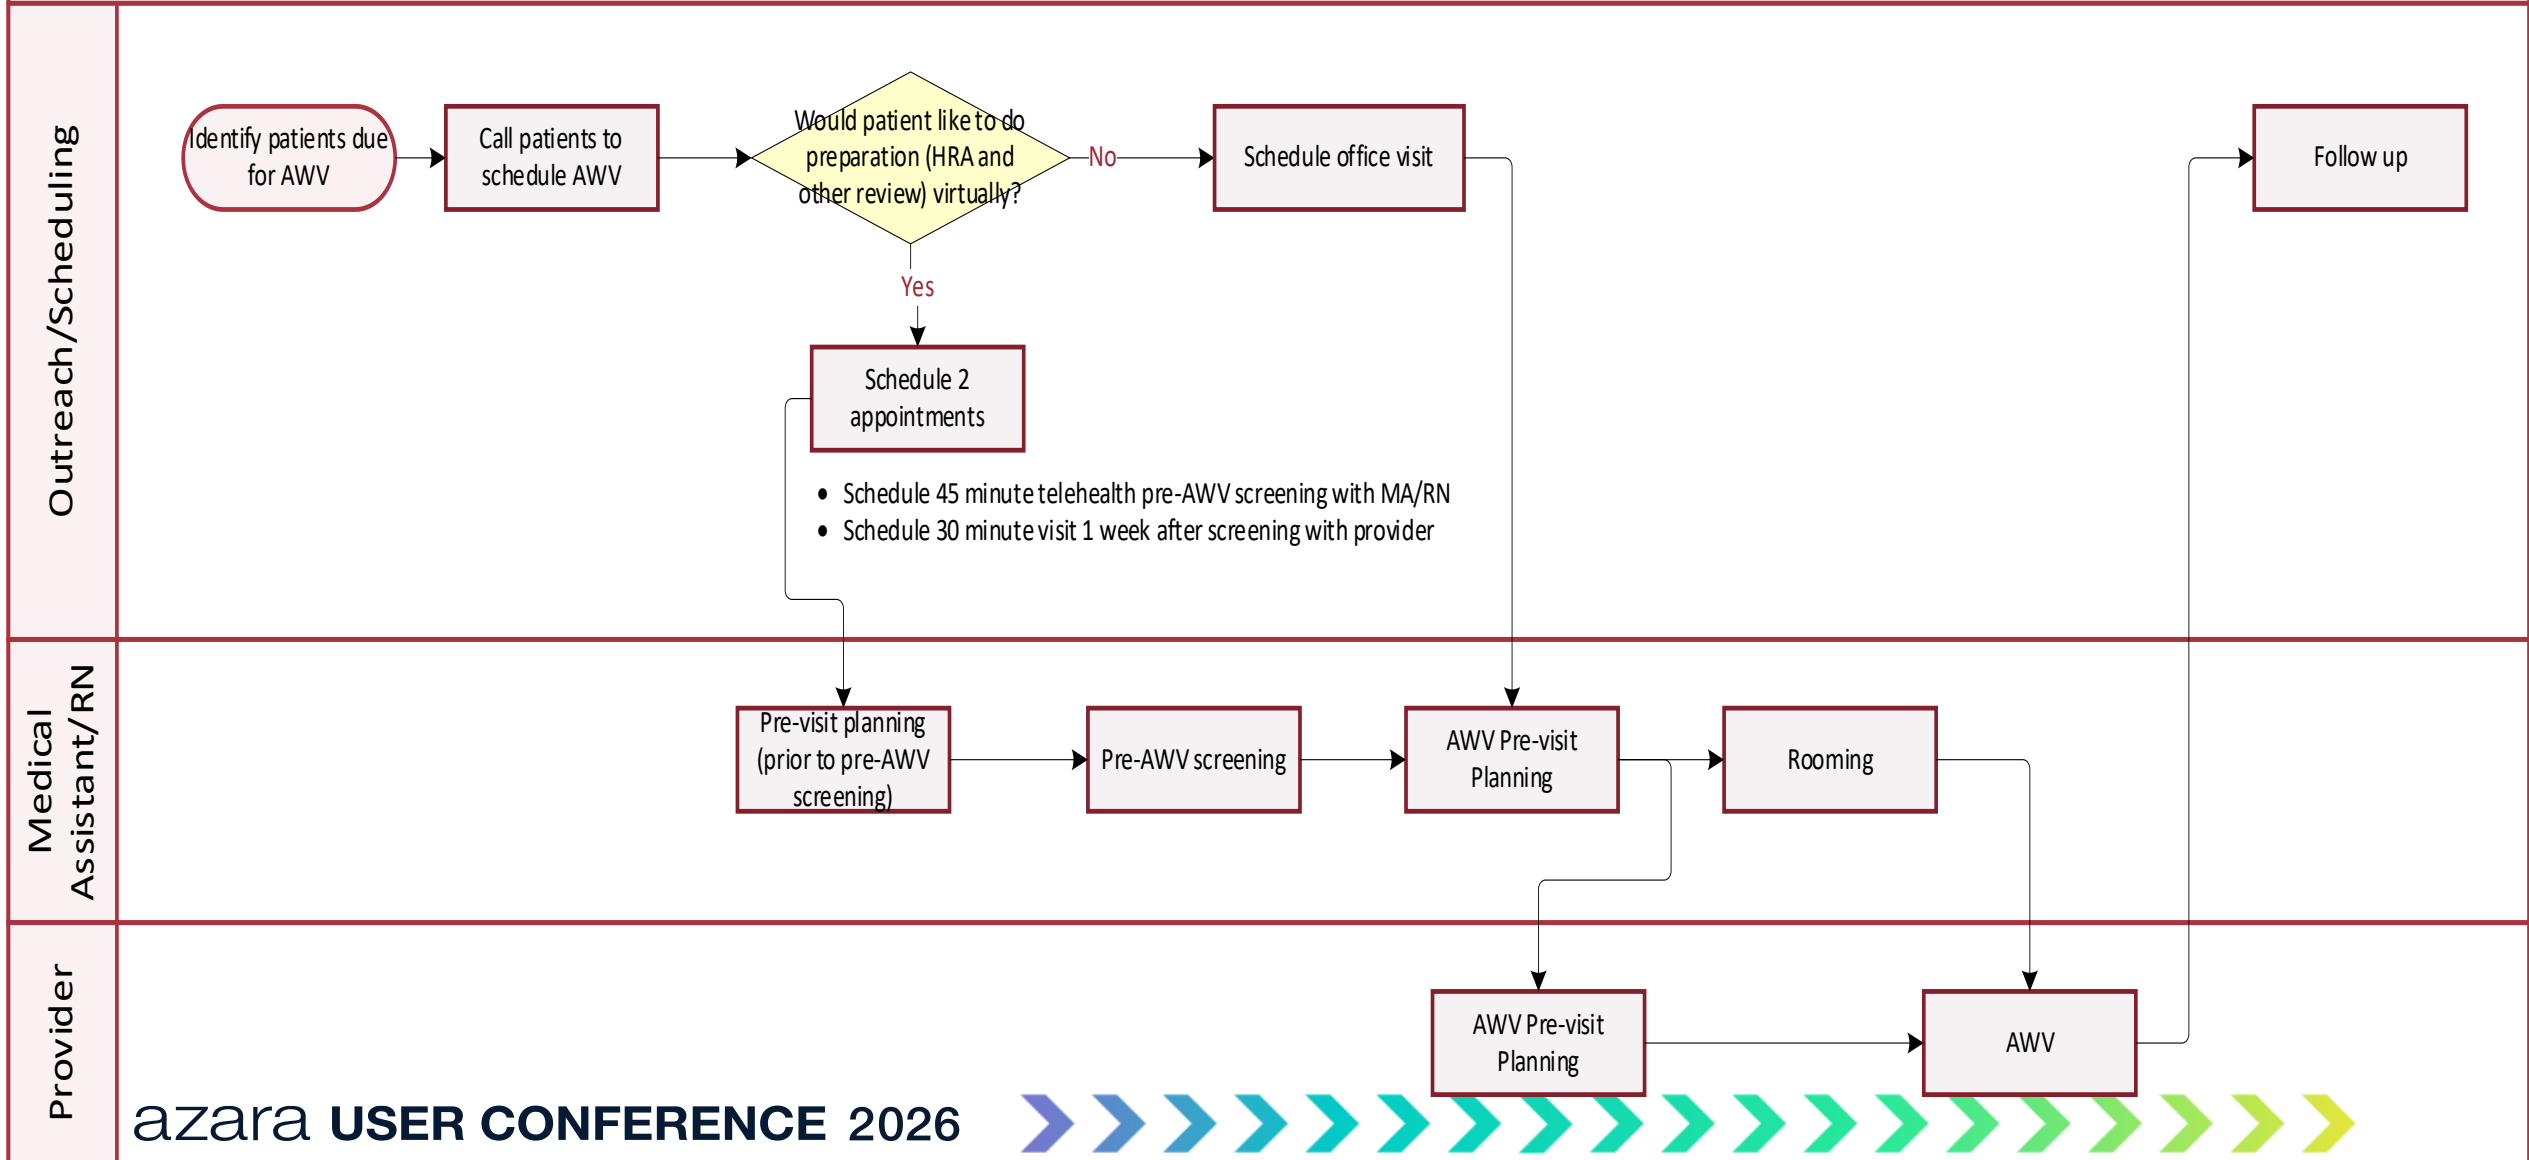 Outreach/Scheduling
Identify patients due
for AWV
Call patients to
schedule AWV
Would patient like to do
preparation (HRA and
other review) virtually?
No
Schedule office visit
Follow up
Yes
Schedule 2
appointments
• Schedule 45 minute telehealth pre-AWV screening with MA/RN
• Schedule 30 minute visit 1 week after screening with provider
Medical
Assistant/RN
Pre-visit planning
(prior to pre-AWV
screening)
Pre-AWV screening
AWV Pre-visit
Planning
Rooming
Provider
AWV Pre-visit
Planning
AWV
azara USER CONFERENCE 2026